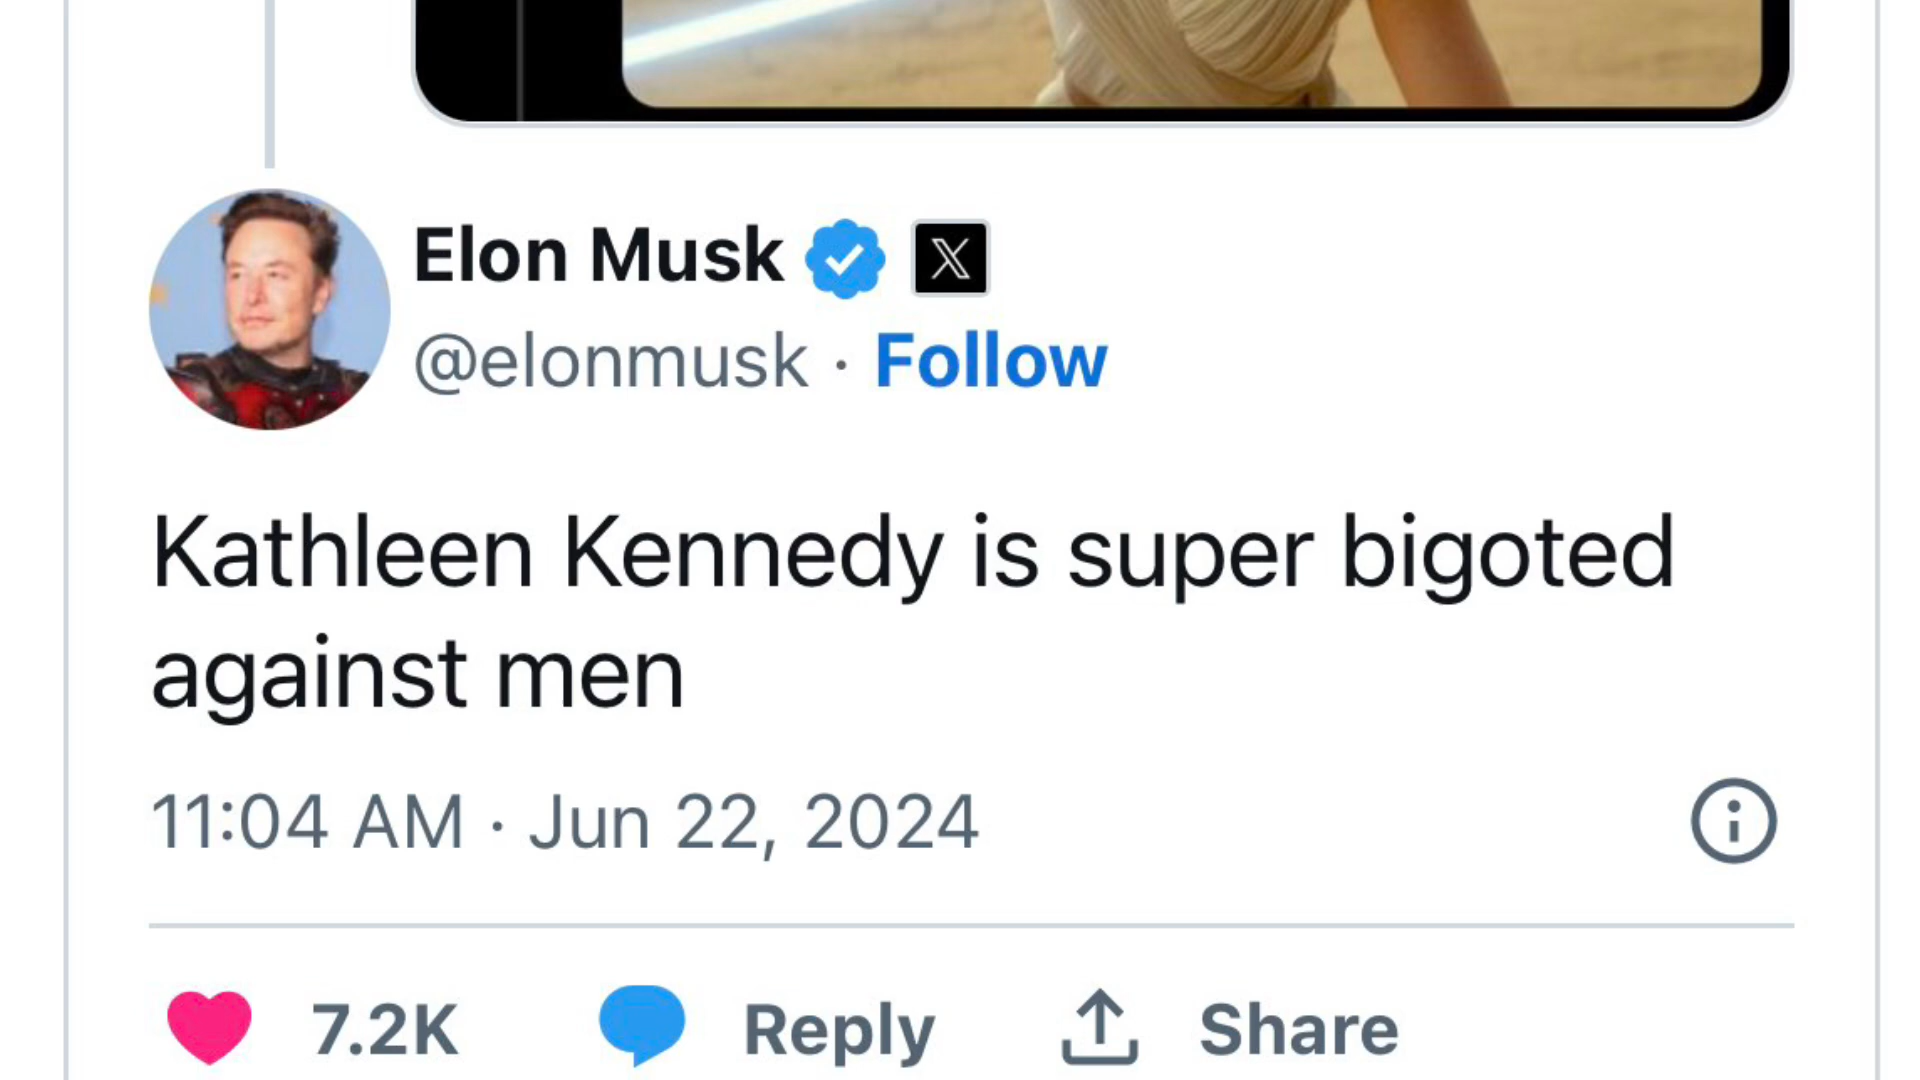 Elon Musk X
@elonmusk · Follow
Kathleen Kennedy is super bigoted
against men
11:04 AM · Jun 22, 2024
7.2K Reply Share